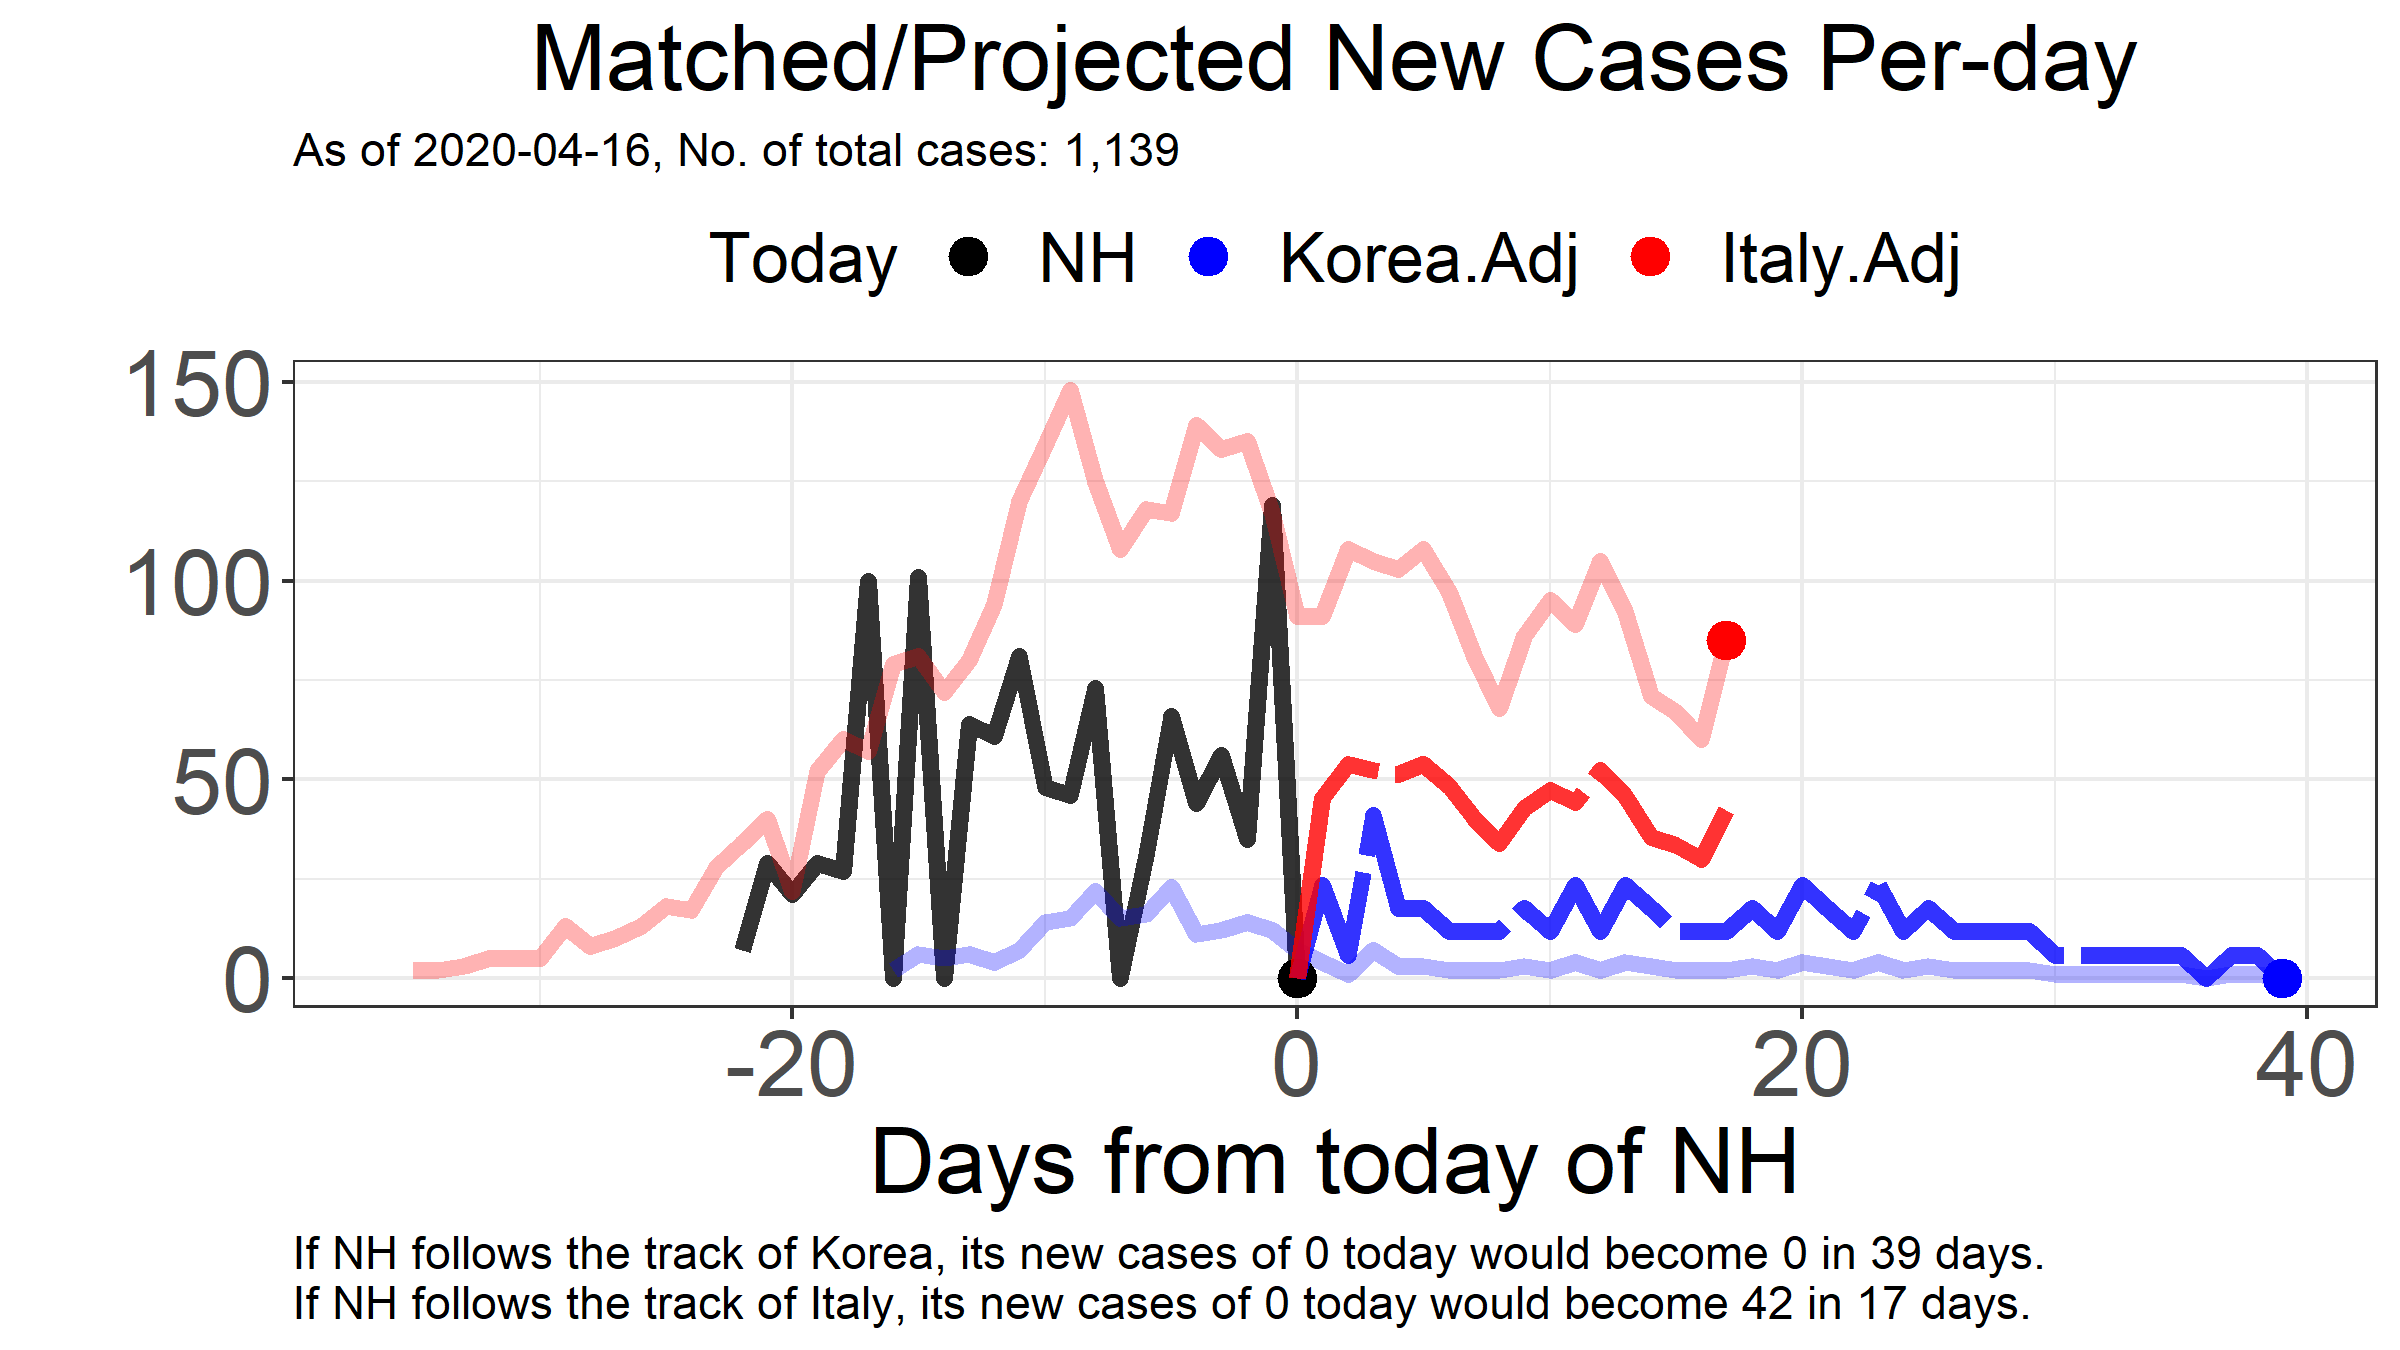 Matched/Projected New Cases Per-day
As of 2020-04-16, No. of total cases: 1,139
Today NH Korea.Adj Italy.Adj
150
100
50
0
-20 0 20 40
Days from today of NH
If NH follows the track of Korea, its new cases of 0 today would become 0 in 39 days.
If NH follows the track of Italy, its new cases of 0 today would become 42 in 17 days.